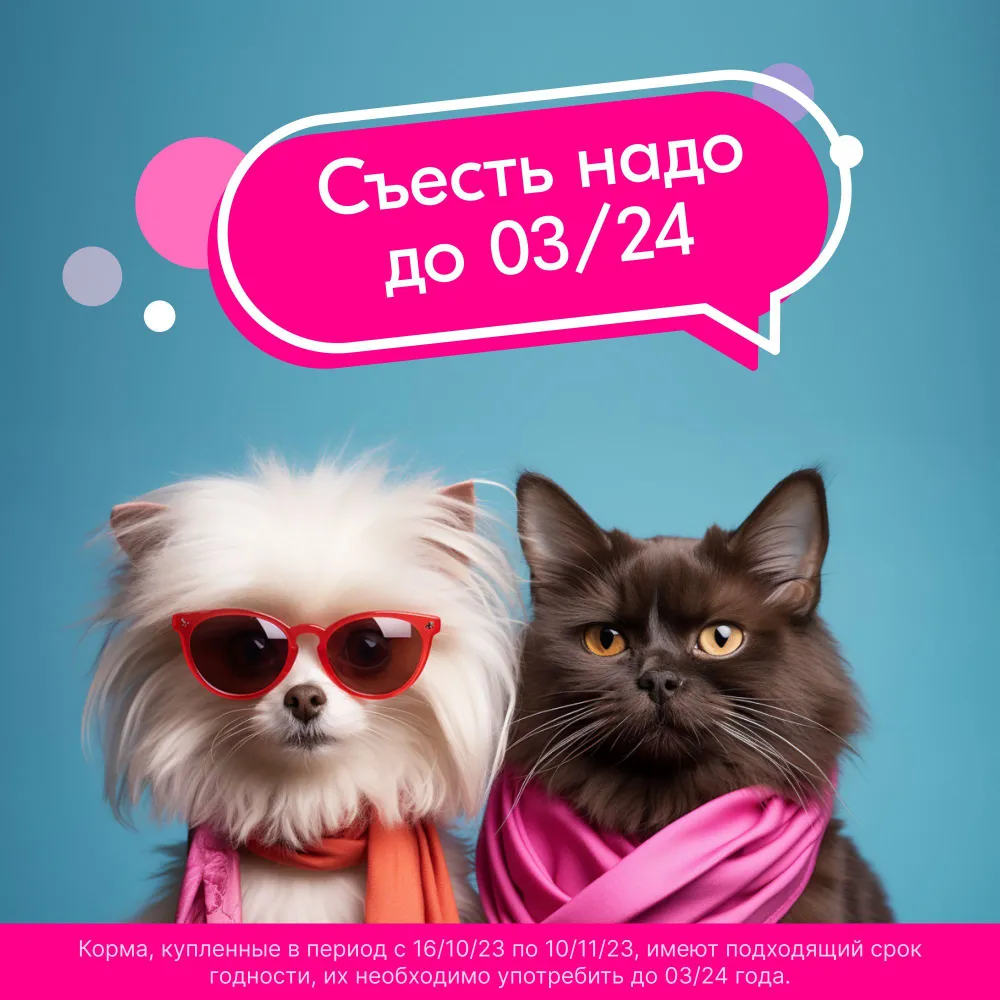 Съесть надо
до 03/24
Корма, купленные в период с 16/10/23 по 10/11/23, имеют подходящий срок
годности, их необходимо употребить до 03/24 года.